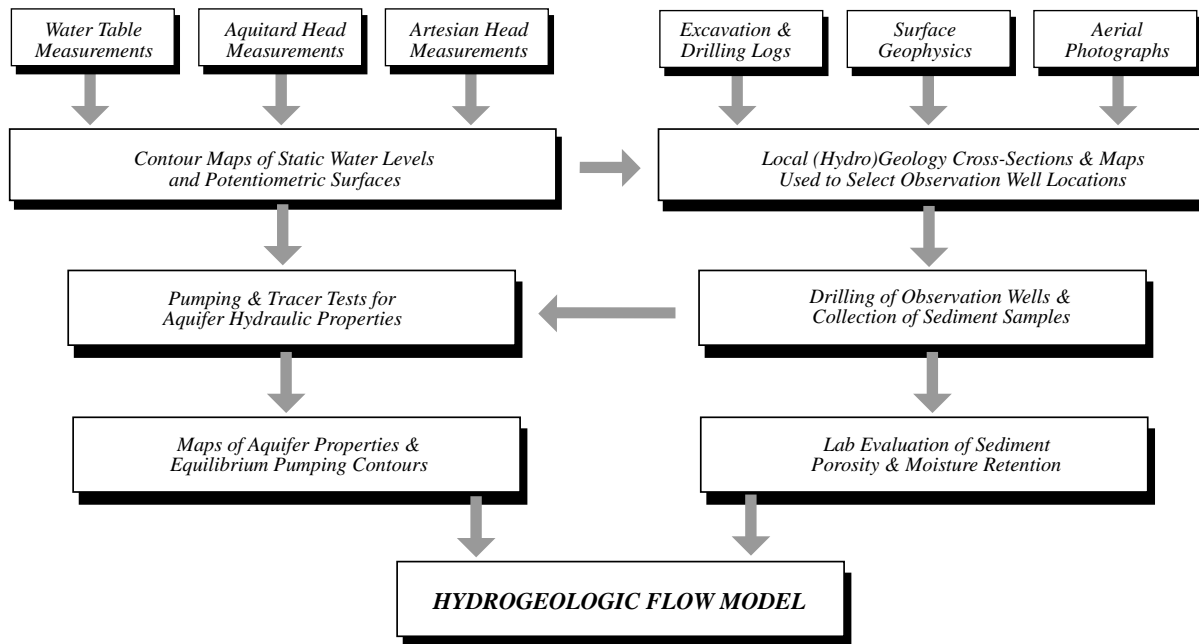 Water Table
Measurements
Aquitard Head
Measurements
Artesian Head
Measurements
Excavation &
Drilling Logs
Surface
Geophysics
Aerial
Photographs
Contour Maps of Static Water Levels
and Potentiometric Surfaces
Local (Hydro)Geology Cross-Sections & Maps
Used to Select Observation Well Locations
Pumping & Tracer Tests for
Aquifer Hydraulic Properties
Drilling of Observation Wells &
Collection of Sediment Samples
Maps of Aquifer Properties &
Equilibrium Pumping Contours
Lab Evaluation of Sediment
Porosity & Moisture Retention
HYDROGEOLOGIC FLOW MODEL